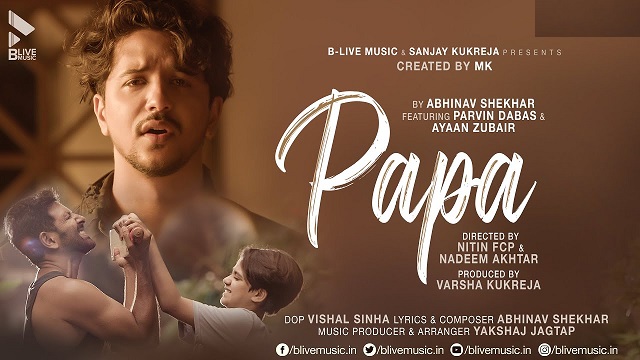 B LIVE
MUSIC
B-LIVE MUSIC & SANJAY KUKREJA PRESENTS
CREATED BY MK
BY ABHINAV SHEKHAR
FEATURING PARVIN DABAS &
AYAAN ZUBAIR
Papa
DIRECTED BY
NITIN FCP &
NADEEM AKHTAR
PRODUCED BY
VARSHA KUKREJA
DOP VISHAL SINHA LYRICS & COMPOSER ABHINAV SHEKHAR
MUSIC PRODUCER & ARRANGER YAKSHAJ JAGTAP
/blivemusic.in /blivemusic.in /blivemusic.in /blivemusic.in